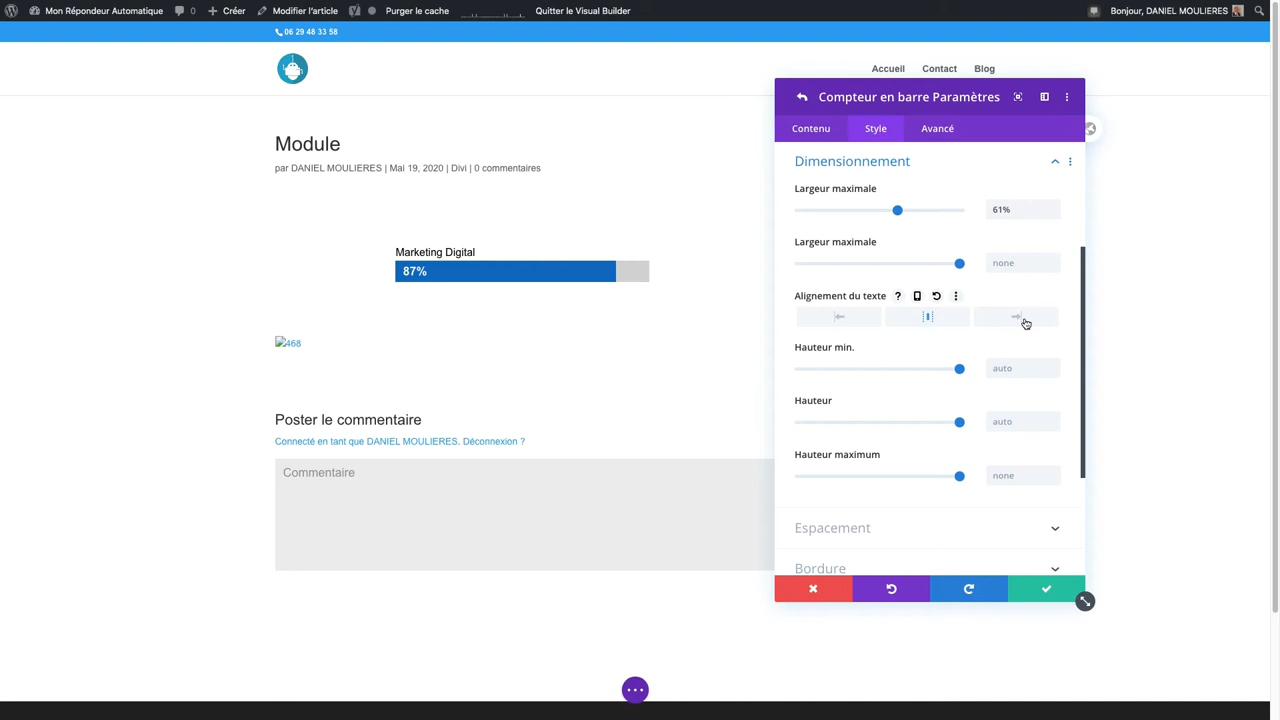 Mon Répondeur Automatique 0 Créer Modifier l'article Purger le cache Quitter le Visual Builder Bonjour, DANIEL MOULIERES
06 29 48 33 58
Accueil Contact Blog
Module
par DANIEL MOULIERES | Mai 19, 2020 | Divi | 0 commentaires
Marketing Digital
87%
468
Poster le commentaire
Connecté en tant que DANIEL MOULIERES. Déconnexion ?
Commentaire
Compteur en barre Paramètres
Contenu Style Avancé
Dimensionnement
Largeur maximale
61%
Largeur maximale
none
Alignement du texte ?
Hauteur min.
auto
Hauteur
auto
Hauteur maximum
none
Espacement
Bordure